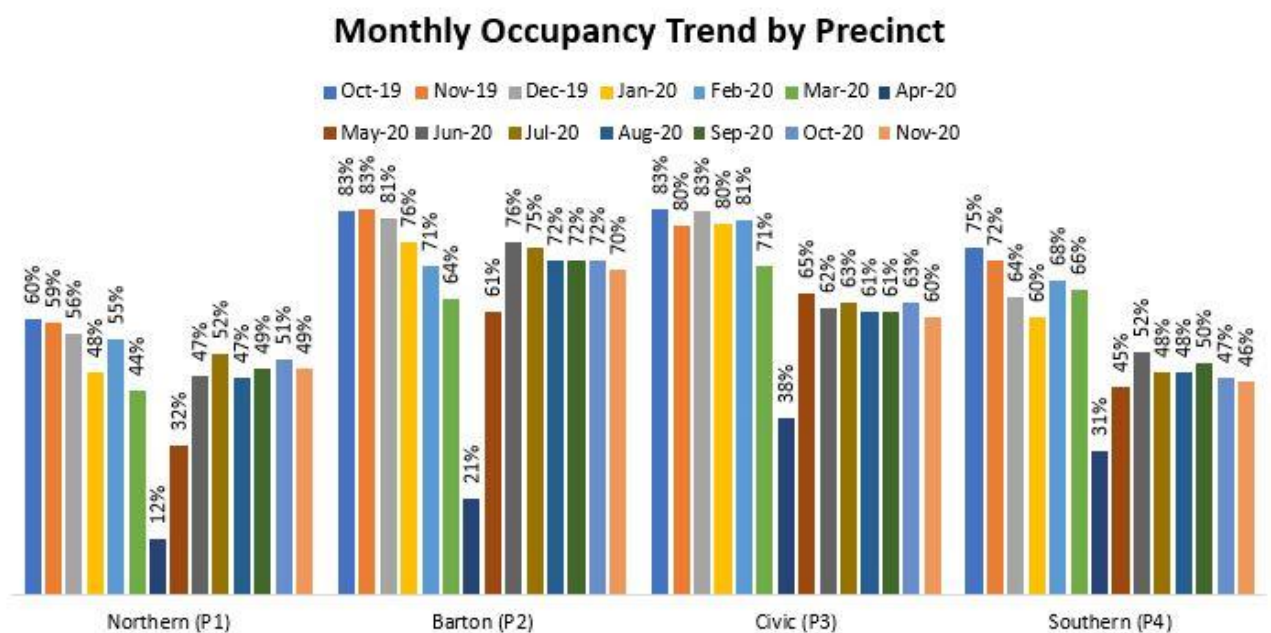 Monthly Occupancy Trend by Precinct
Oct-19 Nov-19 Dec-19 Jan-20 Feb-20 Mar-20 Apr-20
May-20 Jun-20 Jul-20 Aug-20 Sep-20 Oct-20 Nov-20
60% 59% 56% 48% 55% 44% 12% 32% 47% 52% 47% 49% 51% 49%
83% 83% 81% 76% 71% 64% 21% 61% 76% 75% 72% 72% 72% 70%
83% 80% 83% 80% 81% 71% 38% 65% 62% 63% 61% 61% 63% 60%
75% 72% 64% 60% 68% 66% 31% 45% 52% 48% 48% 50% 47% 46%
Northern (P1) Barton (P2) Civic (P3) Southern (P4)